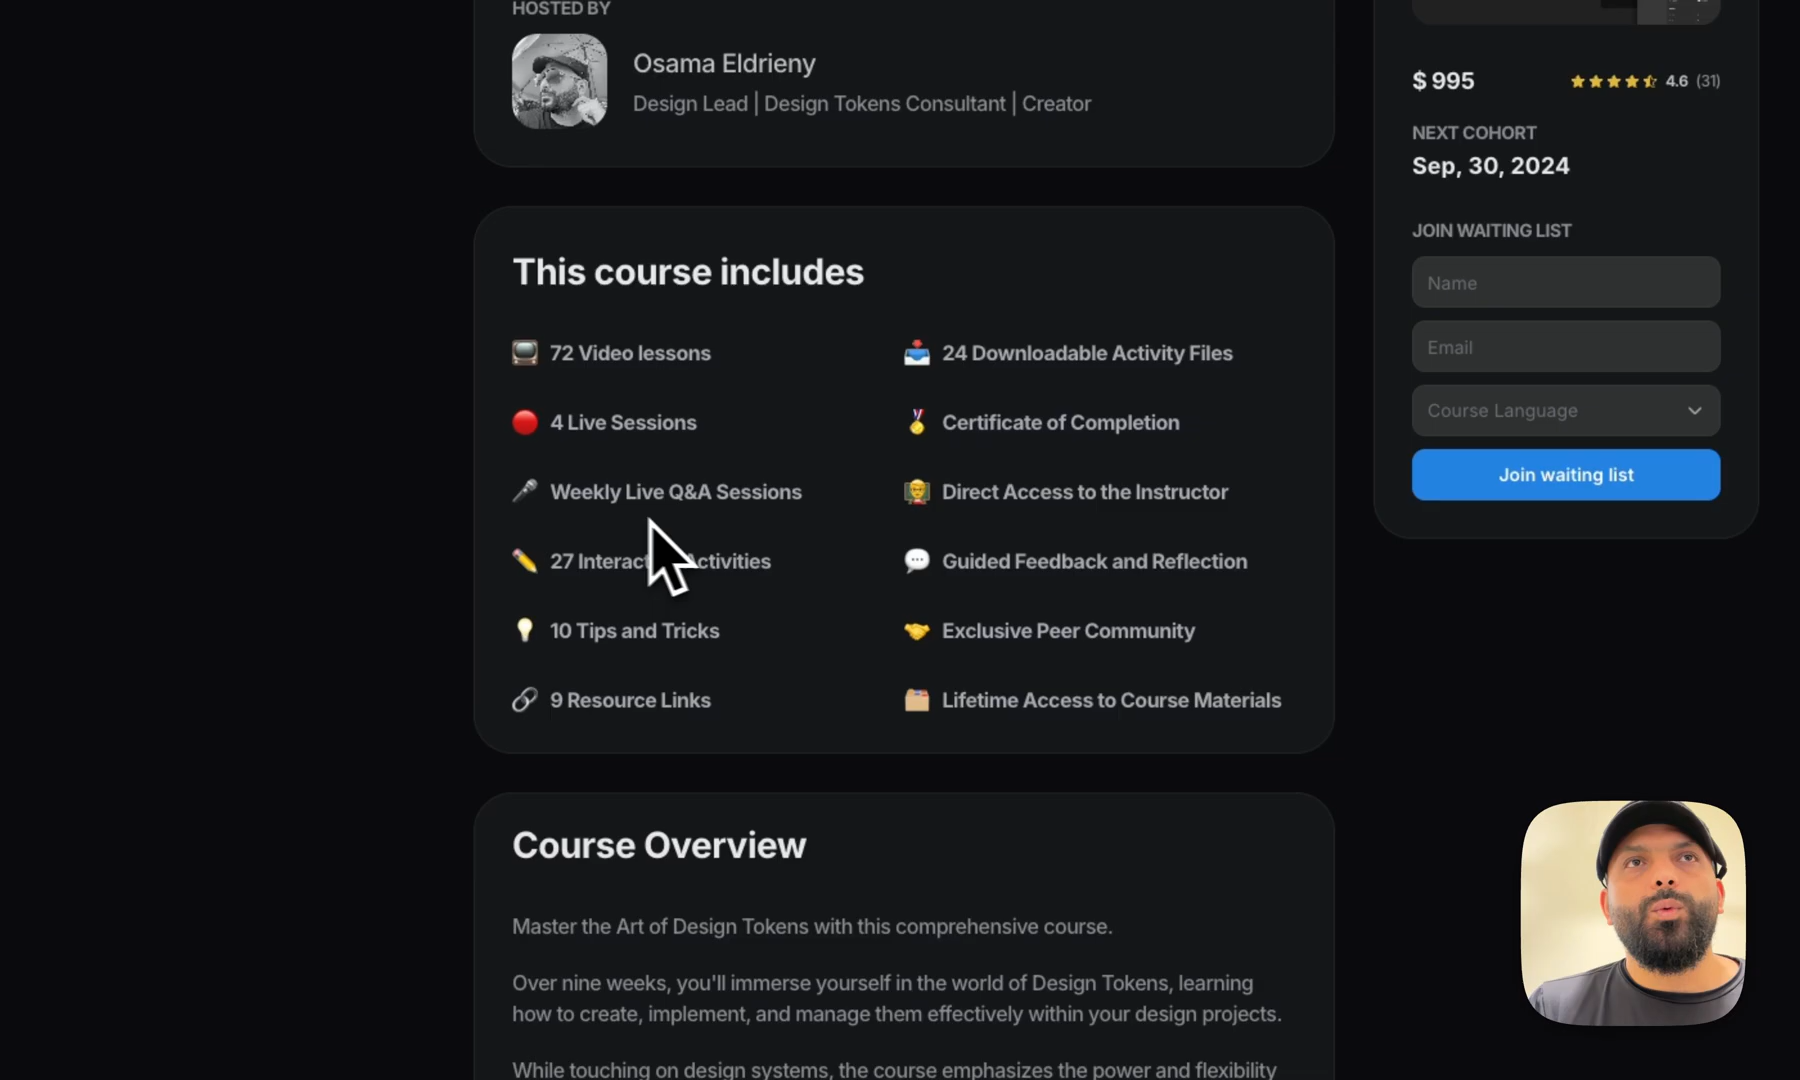 HOSTED BY
Osama Eldrieny
Design Lead | Design Tokens Consultant | Creator
This course includes
72 Video lessons
24 Downloadable Activity Files
4 Live Sessions
Certificate of Completion
Weekly Live Q&A Sessions
Direct Access to the Instructor
27 Interac ctivities
Guided Feedback and Reflection
10 Tips and Tricks
Exclusive Peer Community
9 Resource Links
Lifetime Access to Course Materials
Course Overview
Master the Art of Design Tokens with this comprehensive course.
Over nine weeks, you'll immerse yourself in the world of Design Tokens, learning
how to create, implement, and manage them effectively within your design projects.
While touching on design systems, the course emphasizes the power and flexibility
$ 995
4.6 (31)
NEXT COHORT
Sep, 30, 2024
JOIN WAITING LIST
Name
Email
Course Language
Join waiting list